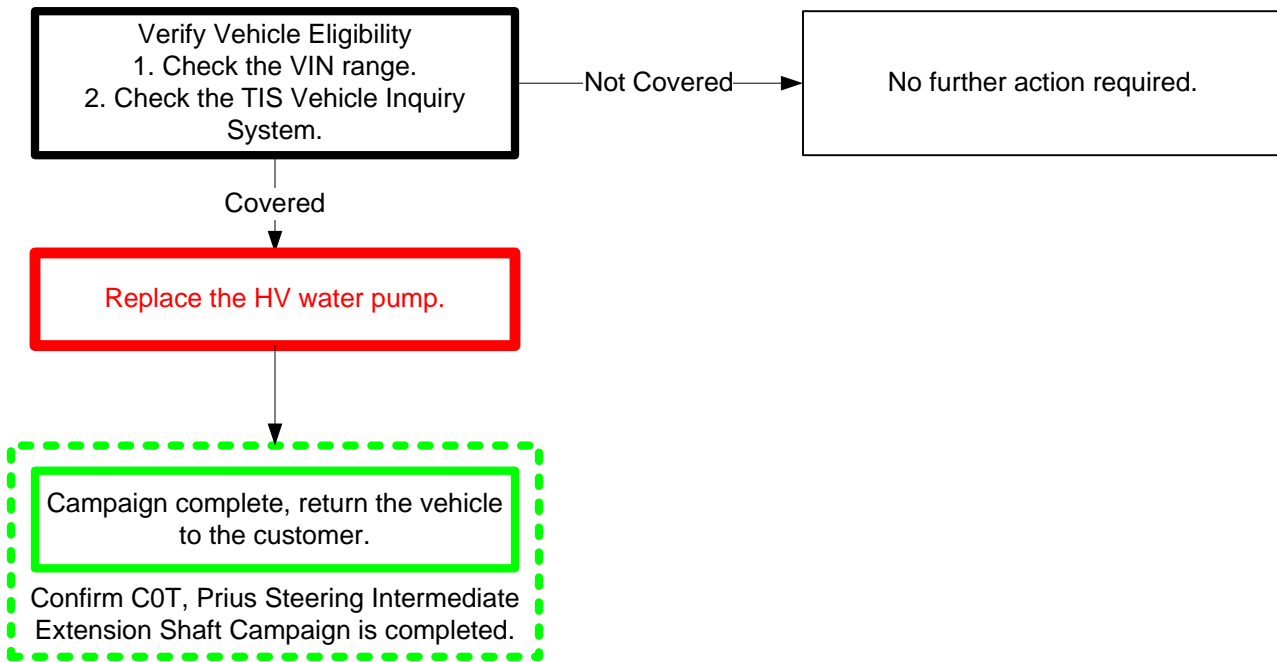 Verify Vehicle Eligibility
1. Check the VIN range.
2. Check the TIS Vehicle Inquiry
System.
Not Covered
No further action required.
Covered
Replace the HV water pump.
Campaign complete, return the vehicle
to the customer.
Confirm C0T, Prius Steering Intermediate
Extension Shaft Campaign is completed.